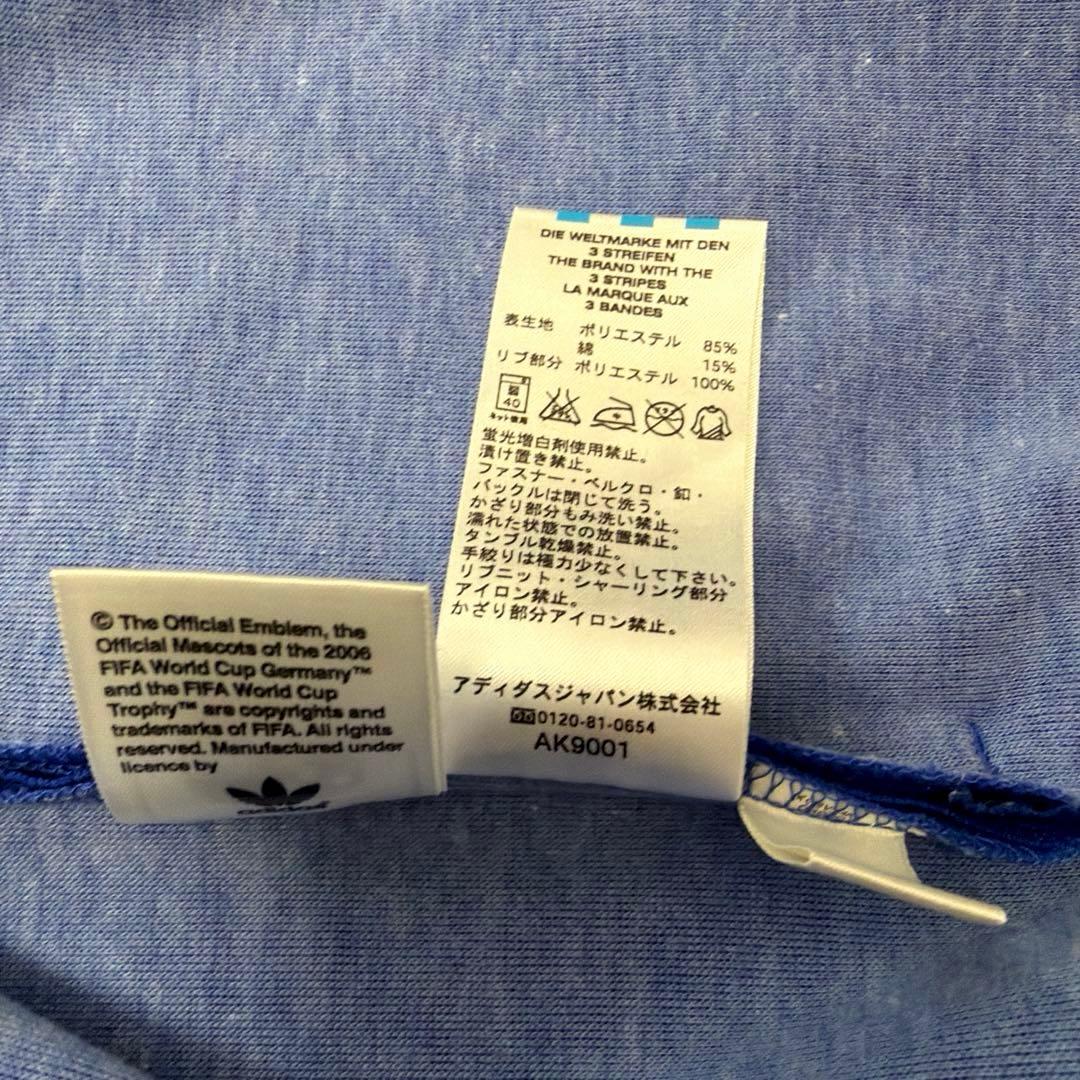 DIE WELTMARKE MIT DEN
3 STREIFEN
THE BRAND WITH THE
3 STRIPES
LA MARQUE AUX
3 BANDES
表生地 ポリエステル 85%
綿 15%
リブ部分 ポリエステル 100%
40
ネット使用
蛍光増白剤使用禁止。
漬け置き禁止。
ファスナー・ベルクロ・釦・
バックルは閉じて洗う。
かざり部分もみ洗い禁止。
濡れた状態での放置禁止。
タンブル乾燥禁止。
手絞りは極力少なくして下さい。
リブニット・シャーリング部分
アイロン禁止。
かざり部分アイロン禁止。
アディダスジャパン株式会社
0120-81-0654
AK9001
© The Official Emblem, the
Official Mascots of the 2006
FIFA World Cup Germany™
and the FIFA World Cup
Trophy™ are copyrights and
trademarks of FIFA. All rights
reserved. Manufactured under
licence by